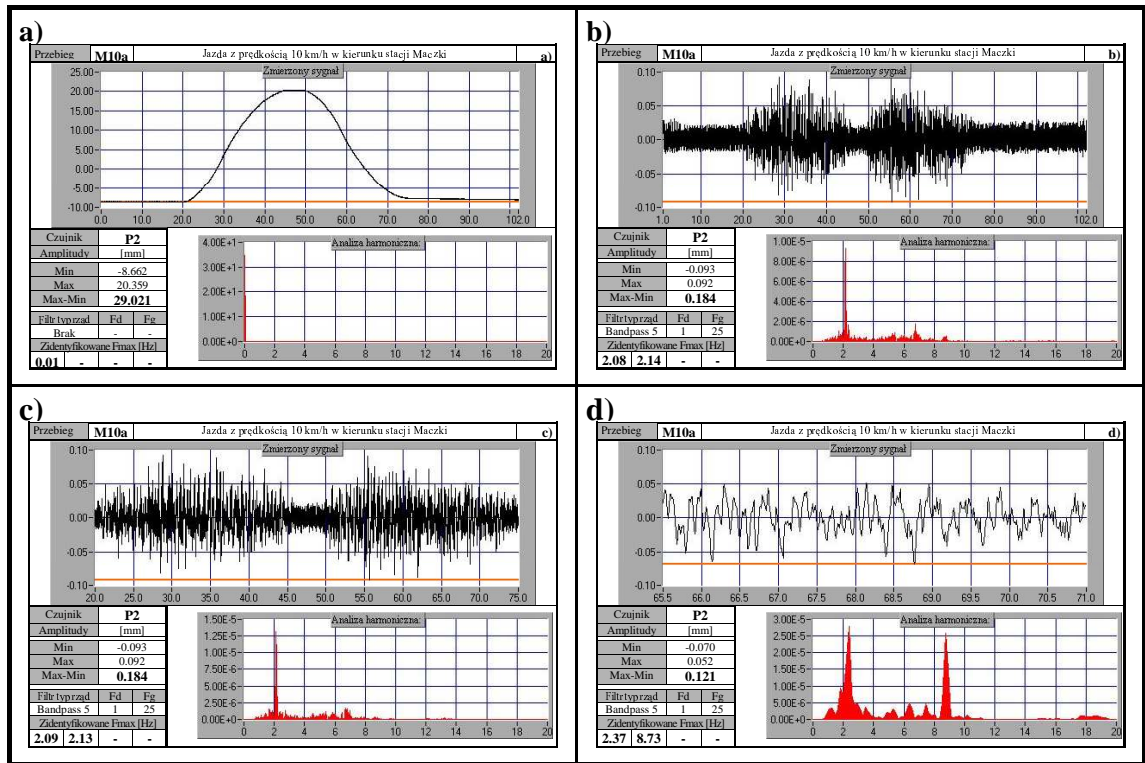 a)
Przebieg M10a Jazda z prędkością 10 km/h w kierunku stacji Maczki a)
Zmierzony sygnał
25.00
20.00
15.00
10.00
5.00
0.00
-5.00
-10.00
0.0 10.0 20.0 30.0 40.0 50.0 60.0 70.0 80.0 90.0 102.0
Czujnik P2
Amplitudy [mm]
Min -8.662
Max 20.359
Max-Min 29.021
Filtr typ rząd Fd Fg
Brak - -
Zidentyfikowane Fmax [Hz]
0.01 - - -
Analiza harmoniczna:
4.00E+1
3.00E+1
2.00E+1
1.00E+1
0.00E+0
0 2 4 6 8 10 12 14 16 18 20
b)
Przebieg M10a Jazda z prędkością 10 km/h w kierunku stacji Maczki b)
Zmierzony sygnał
0.10
0.05
0.00
-0.05
-0.10
1.0 10.0 20.0 30.0 40.0 50.0 60.0 70.0 80.0 90.0 102.0
Czujnik P2
Amplitudy [mm]
Min -0.093
Max 0.092
Max-Min 0.184
Filtr typ rząd Fd Fg
Bandpass 5 1 25
Zidentyfikowane Fmax [Hz]
2.08 2.14 - -
Analiza harmoniczna:
1.00E-5
8.00E-6
6.00E-6
4.00E-6
2.00E-6
0.00E+0
0 2 4 6 8 10 12 14 16 18 20
c)
Przebieg M10a Jazda z prędkością 10 km/h w kierunku stacji Maczki c)
Zmierzony sygnał
0.10
0.05
0.00
-0.05
-0.10
20.0 25.0 30.0 35.0 40.0 45.0 50.0 55.0 60.0 65.0 70.0 75.0
Czujnik P2
Amplitudy [mm]
Min -0.093
Max 0.092
Max-Min 0.184
Filtr typ rząd Fd Fg
Bandpass 5 1 25
Zidentyfikowane Fmax [Hz]
2.09 2.13 - -
Analiza harmoniczna:
1.50E-5
1.25E-5
1.00E-5
7.50E-6
5.00E-6
2.50E-6
0.00E+0
0 2 4 6 8 10 12 14 16 18 20
d)
Przebieg M10a Jazda z prędkością 10 km/h w kierunku stacji Maczki d)
Zmierzony sygnał
0.10
0.05
0.00
-0.05
-0.10
65.5 66.0 66.5 67.0 67.5 68.0 68.5 69.0 69.5 70.0 70.5 71.0
Czujnik P2
Amplitudy [mm]
Min -0.070
Max 0.052
Max-Min 0.121
Filtr typ rząd Fd Fg
Bandpass 5 1 25
Zidentyfikowane Fmax [Hz]
2.37 8.73 - -
Analiza harmoniczna:
3.00E-5
2.50E-5
2.00E-5
1.50E-5
1.00E-5
5.00E-6
0.00E+0
0 2 4 6 8 10 12 14 16 18 20